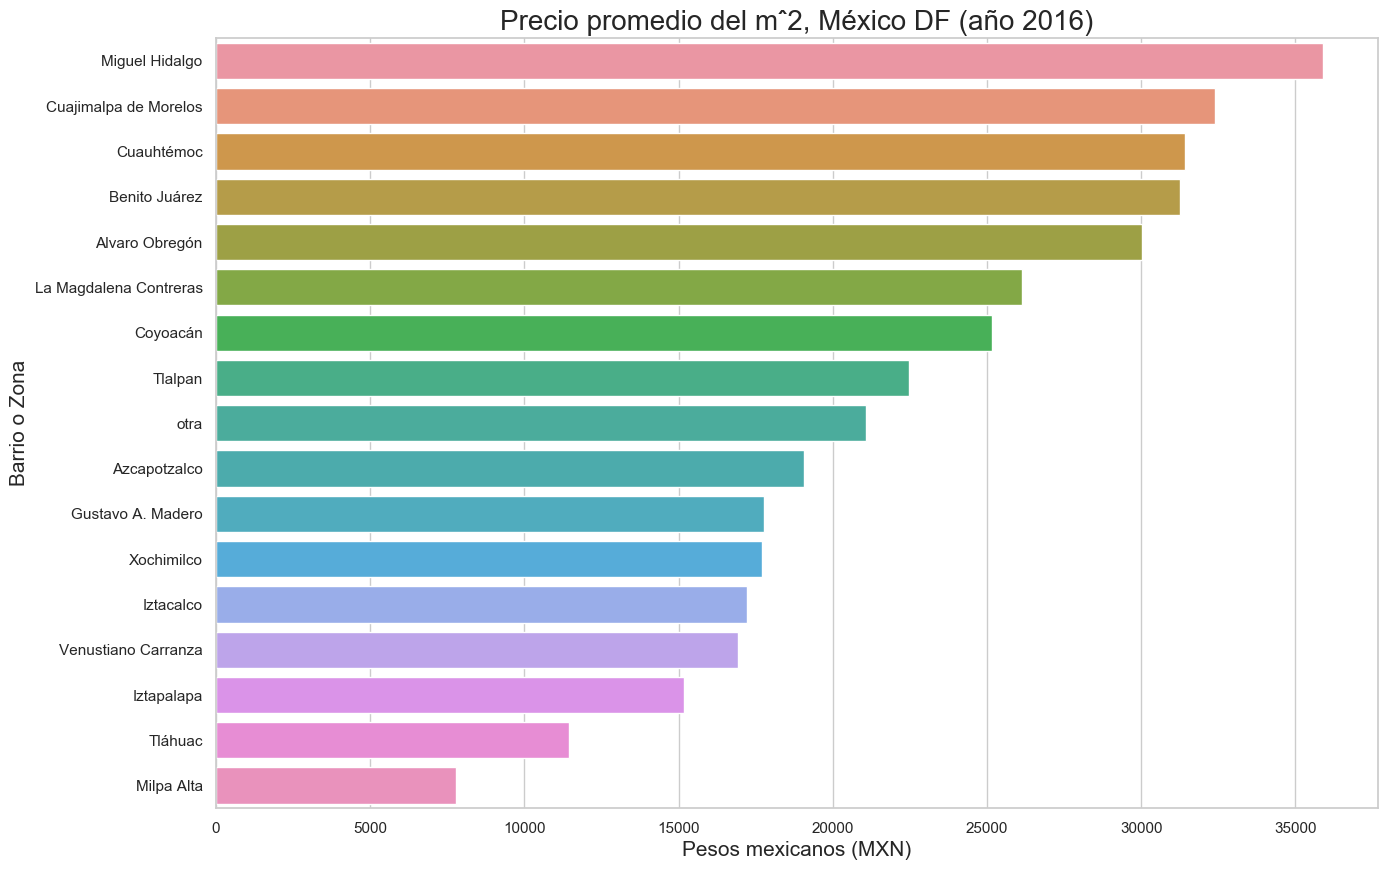 Precio promedio del mˆ2, México DF (año 2016)
Barrio o Zona
Miguel Hidalgo
Cuajimalpa de Morelos
Cuauhtémoc
Benito Juárez
Alvaro Obregón
La Magdalena Contreras
Coyoacán
Tlalpan
otra
Azcapotzalco
Gustavo A. Madero
Xochimilco
Iztacalco
Venustiano Carranza
Iztapalapa
Tláhuac
Milpa Alta
0 5000 10000 15000 20000 25000 30000 35000
Pesos mexicanos (MXN)